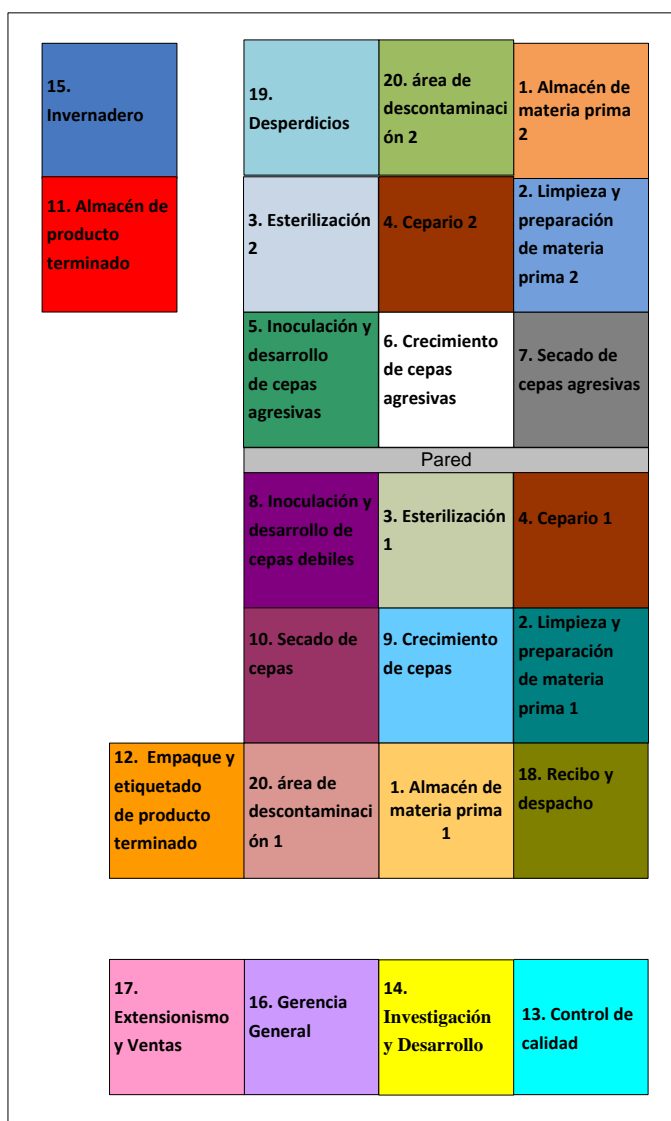 15.
Invernadero
19.
Desperdicios
20. área de
descontaminaci
ón 2
1. Almacén de
materia prima
2
11. Almacén de
producto
terminado
3. Esterilización
2
4. Cepario 2
2. Limpieza y
preparación
de materia
prima 2
5. Inoculación y
desarrollo
de cepas
agresivas
6. Crecimiento
de cepas
agresivas
7. Secado de
cepas agresivas
Pared
8. Inoculación y
desarrollo de
cepas debiles
3. Esterilización
1
4. Cepario 1
10. Secado de
cepas
9. Crecimiento
de cepas
2. Limpieza y
preparación
de materia
prima 1
12. Empaque y
etiquetado
de producto
terminado
20. área de
descontaminaci
ón 1
1. Almacén de
materia prima
1
18. Recibo y
despacho
17.
Extensionismo
y Ventas
16. Gerencia
General
14.
Investigación
y Desarrollo
13. Control de
calidad